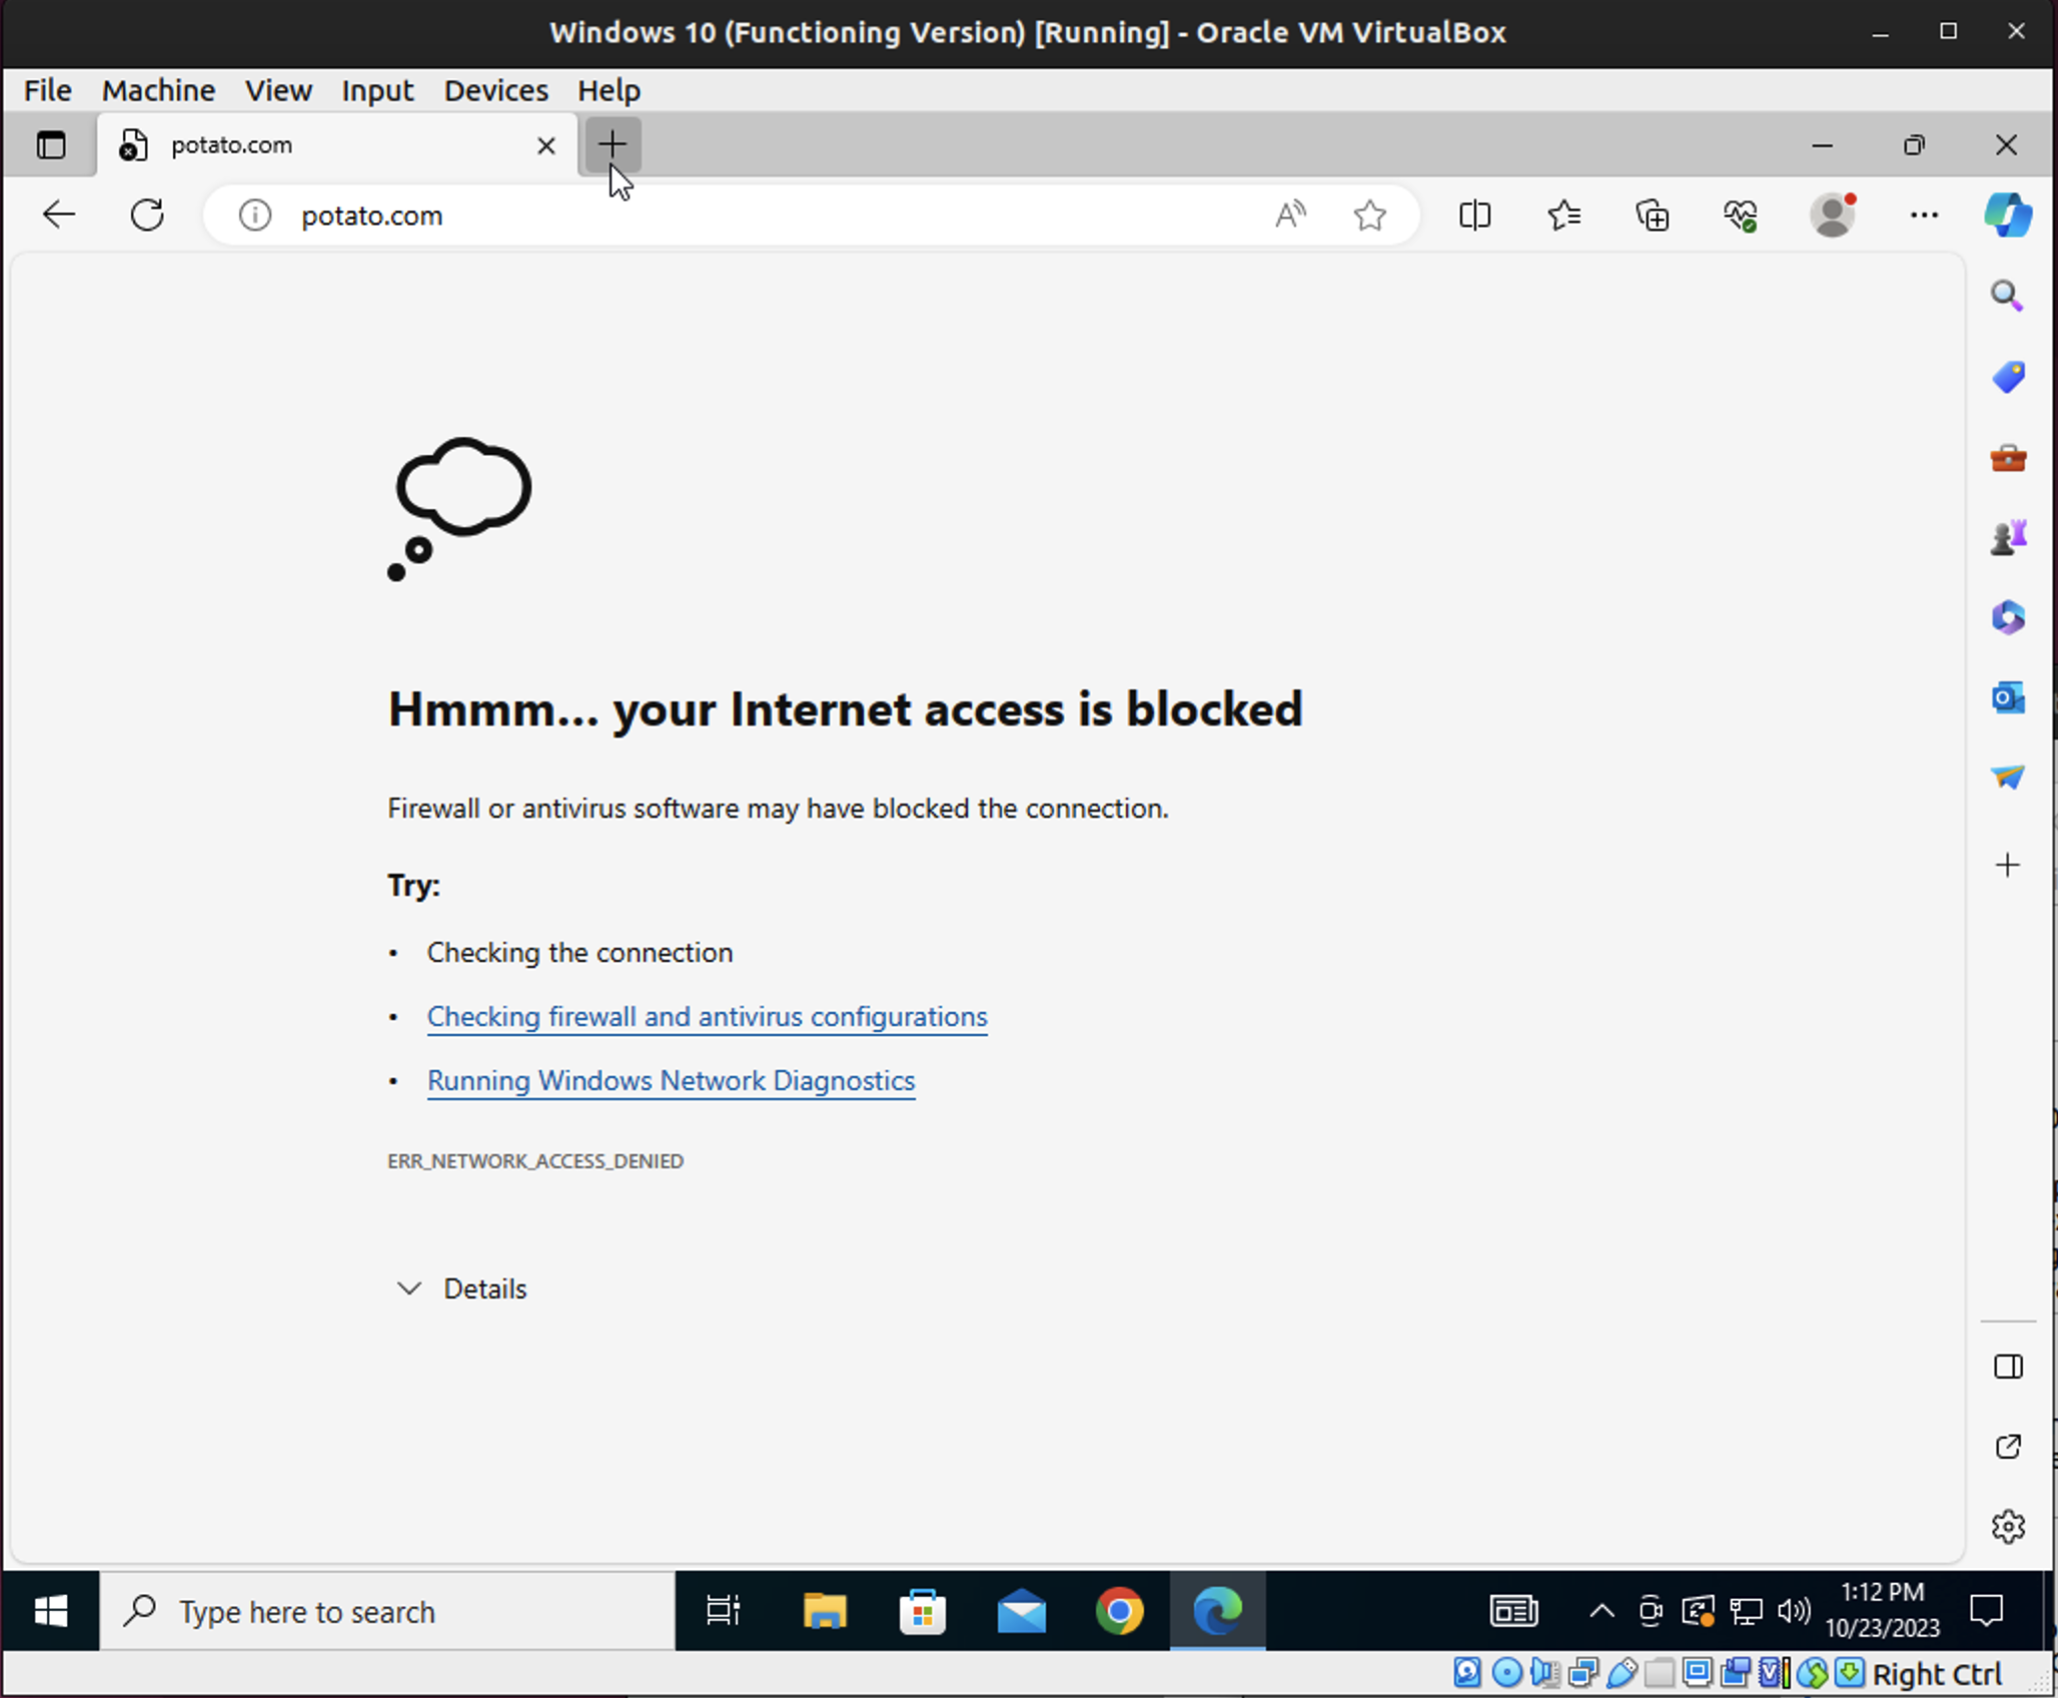 Windows 10 (Functioning Version) [Running] - Oracle VM VirtualBox
File Machine View Input Devices Help
potato.com
potato.com
Hmmm... your Internet access is blocked
Firewall or antivirus software may have blocked the connection.
Try:
• Checking the connection
• Checking firewall and antivirus configurations
• Running Windows Network Diagnostics
ERR_NETWORK_ACCESS_DENIED
Details
Type here to search
1:12 PM
10/23/2023
Right Ctrl